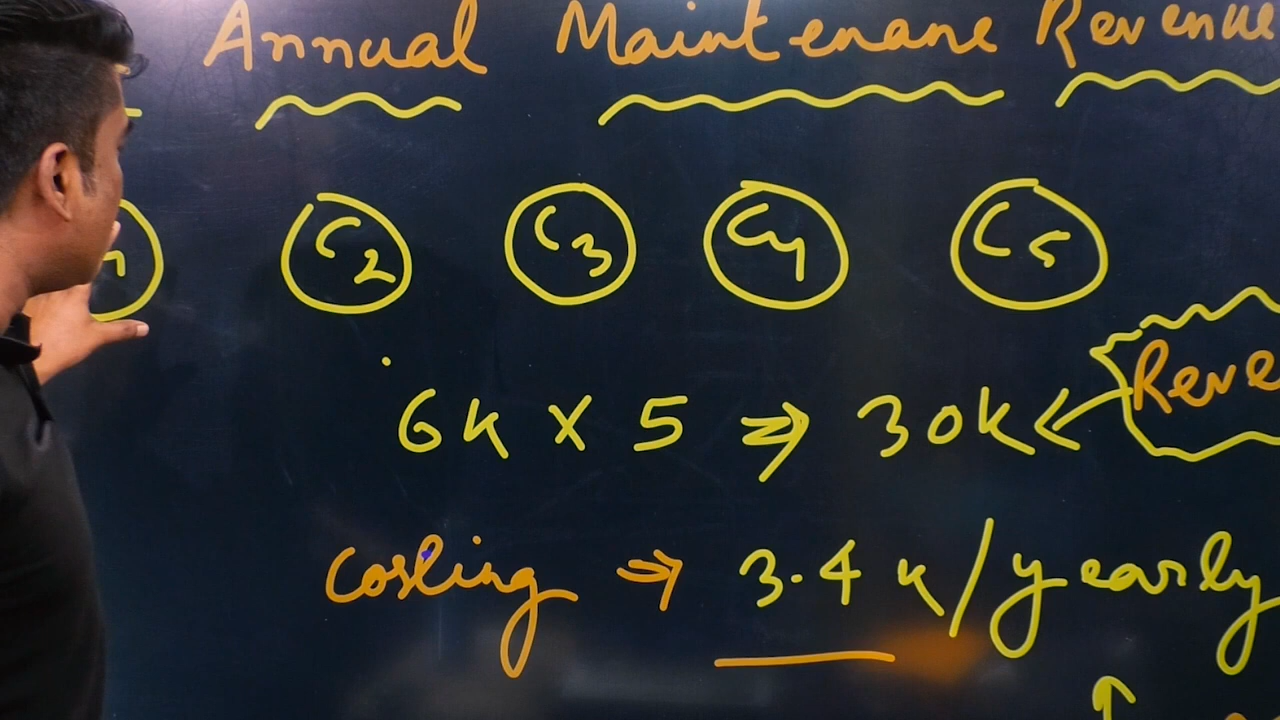 Annual Maintenane Revenue
C2 C3 C4 C5
6k X 5 ⇒ 30k ← Reve
Costing ⇒ 3.4 k/yearly